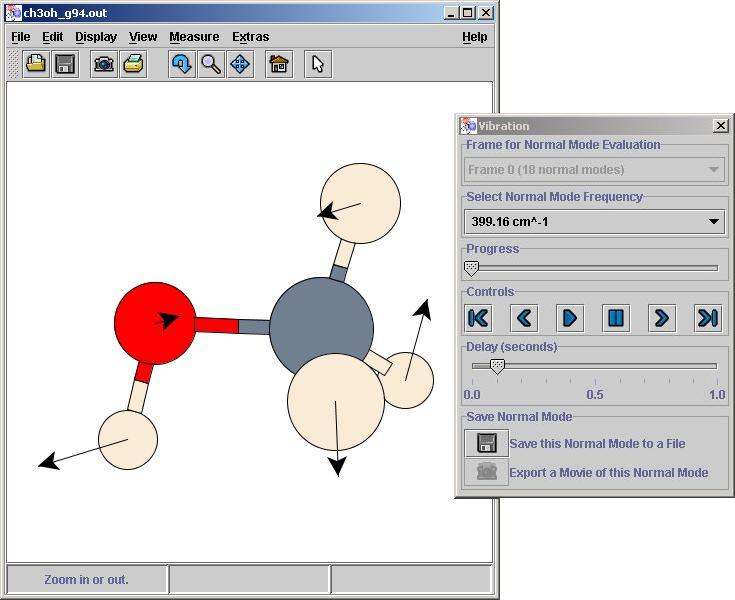 ch3oh_g94.out
File Edit Display View Measure Extras Help
Vibration
Frame for Normal Mode Evaluation
Frame 0 (18 normal modes)
Select Normal Mode Frequency
399.16 cm^-1
Progress
Controls
Delay (seconds)
0.0 0.5 1.0
Save Normal Mode
Save this Normal Mode to a File
Export a Movie of this Normal Mode
Zoom in or out.